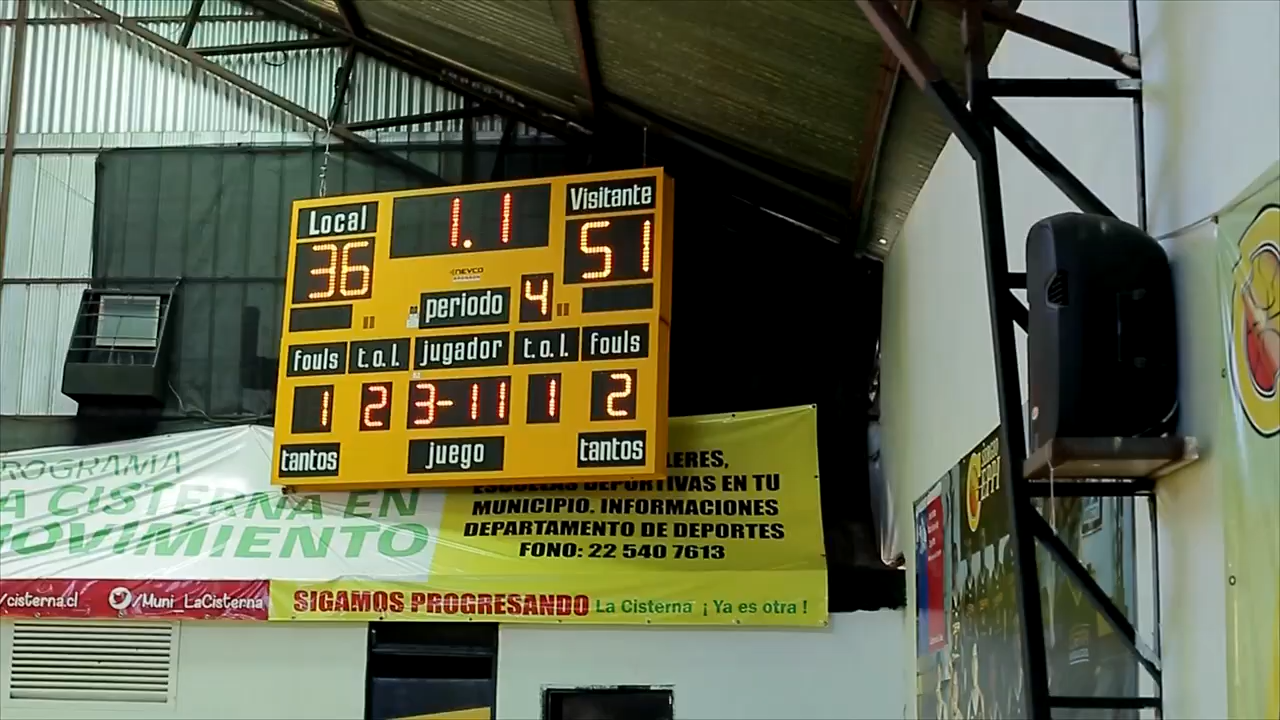 Local
1.1
Visitante
36
51
NEVCO
periodo
4
fouls
t.o.l.
jugador
t.o.l.
fouls
1
2
3-11
1
2
tantos
juego
tantos
ROGRAMA
A CISTERNA EN
MOVIMIENTO
/cisterna.cl
/Muni_LaCisterna
LERES,
ESCUELAS DEPORTIVAS EN TU
MUNICIPIO. INFORMACIONES
DEPARTAMENTO DE DEPORTES
FONO: 22 540 7613
SIGAMOS PROGRESANDO La Cisterna ¡Ya es otra!